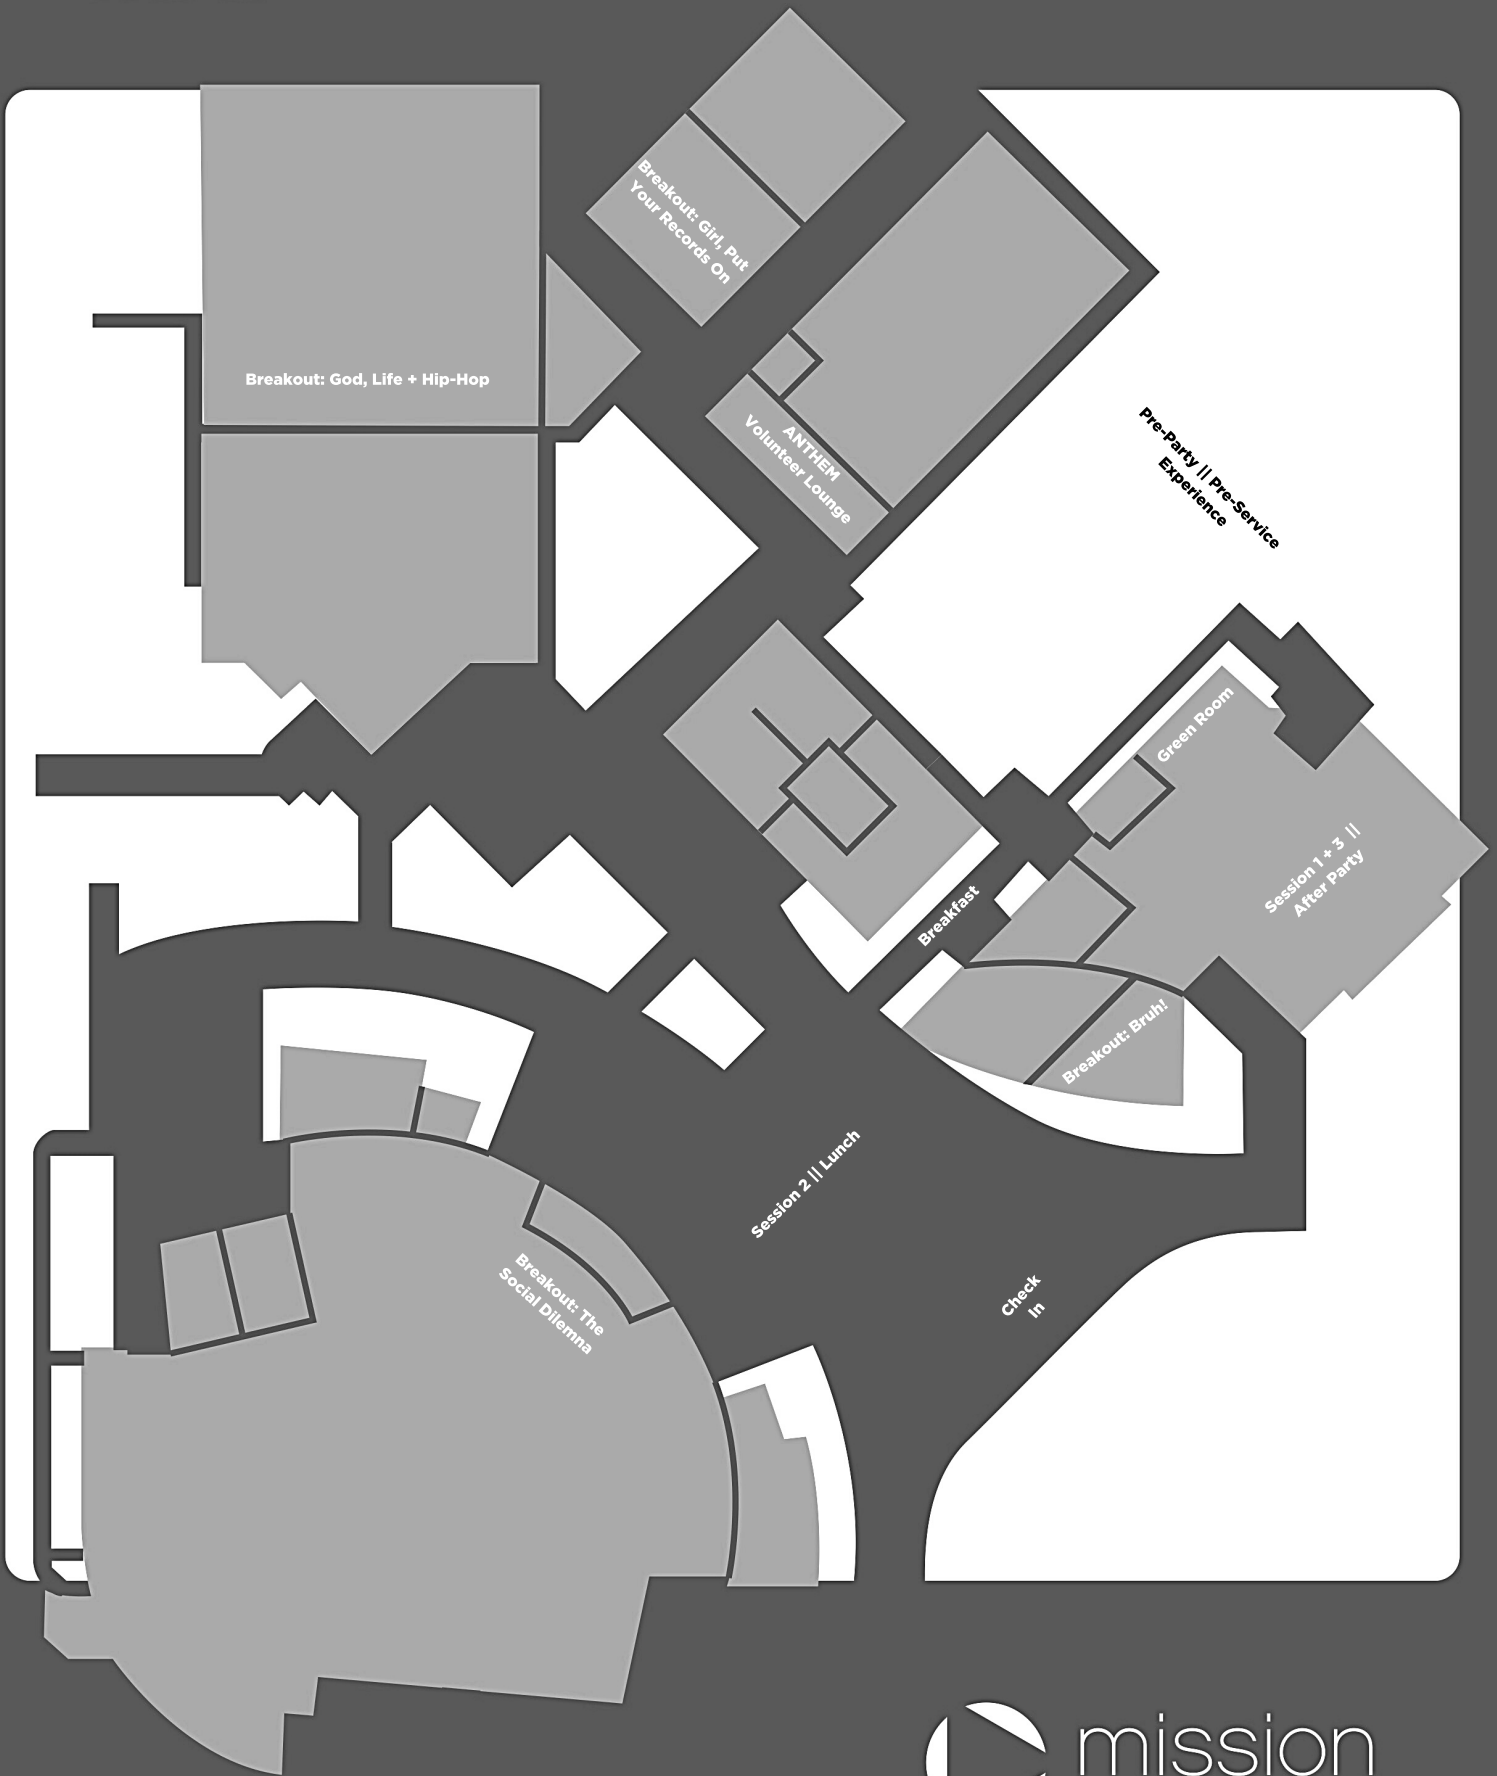 Breakout: Girl, Put
Your Records On
Breakout: God, Life + Hip-Hop
ANTHEM
Volunteer Lounge
Pre-Party || Pre-Service
Experience
Green Room
Session 1 + 3 ||
After Party
Breakfast
Breakout: Bruh!
Session 2 || Lunch
Breakout: The
Social Dilemna
Check
In
mission